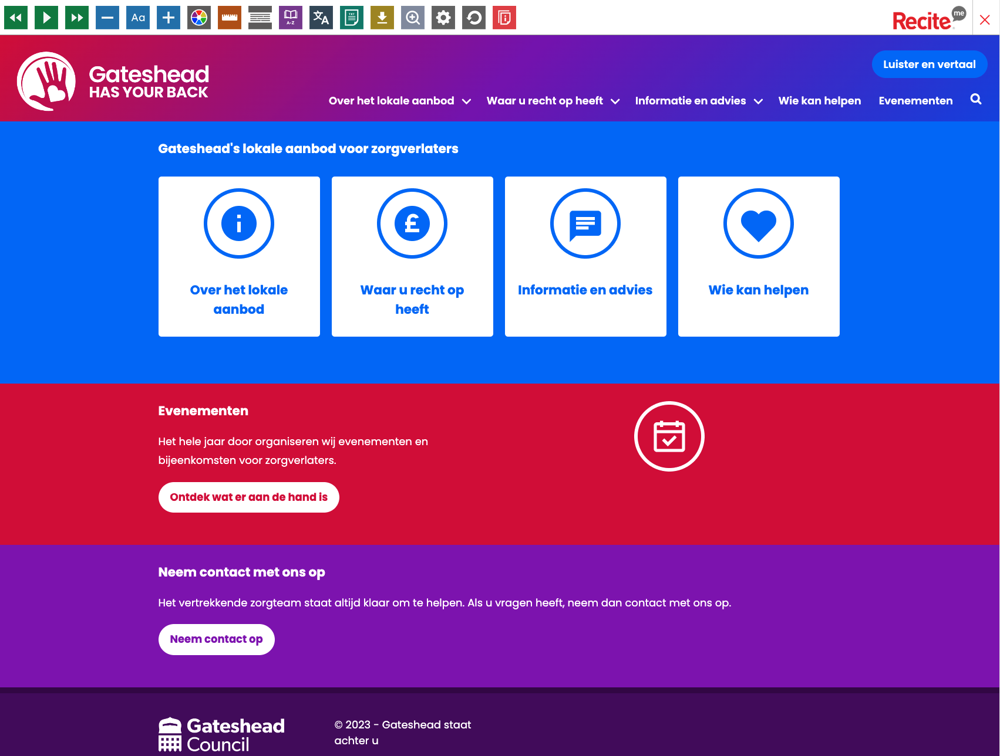 Aa
A-Z
TXT
Recite me
Gateshead
HAS YOUR BACK
Luister en vertaal
Over het lokale aanbod
Waar u recht op heeft
Informatie en advies
Wie kan helpen
Evenementen
Gateshead's lokale aanbod voor zorgverlaters
Over het lokale
aanbod
Waar u recht op
heeft
Informatie en advies
Wie kan helpen
Evenementen
Het hele jaar door organiseren wij evenementen en
bijeenkomsten voor zorgverlaters.
Ontdek wat er aan de hand is
Neem contact met ons op
Het vertrekkende zorgteam staat altijd klaar om te helpen. Als u vragen heeft, neem dan contact met ons op.
Neem contact op
Gateshead
Council
© 2023 - Gateshead staat
achter u